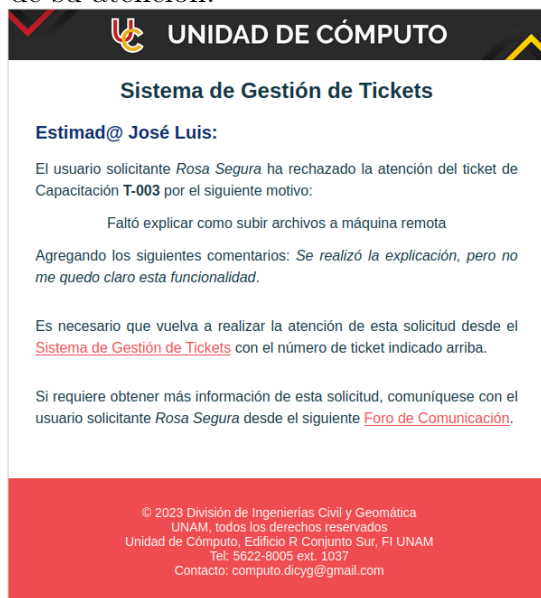 de su atención.
UC UNIDAD DE CÓMPUTO
Sistema de Gestión de Tickets
Estimad@ José Luis:
El usuario solicitante Rosa Segura ha rechazado la atención del ticket de
Capacitación T-003 por el siguiente motivo:
Faltó explicar como subir archivos a máquina remota
Agregando los siguientes comentarios: Se realizó la explicación, pero no
me quedo claro esta funcionalidad.
Es necesario que vuelva a realizar la atención de esta solicitud desde el
Sistema de Gestión de Tickets con el número de ticket indicado arriba.
Si requiere obtener más información de esta solicitud, comuníquese con el
usuario solicitante Rosa Segura desde el siguiente Foro de Comunicación.
© 2023 División de Ingenierías Civil y Geomática
UNAM, todos los derechos reservados
Unidad de Cómputo, Edificio R Conjunto Sur, FI UNAM
Tel: 5622-8005 ext. 1037
Contacto: computo.dicyg@gmail.com